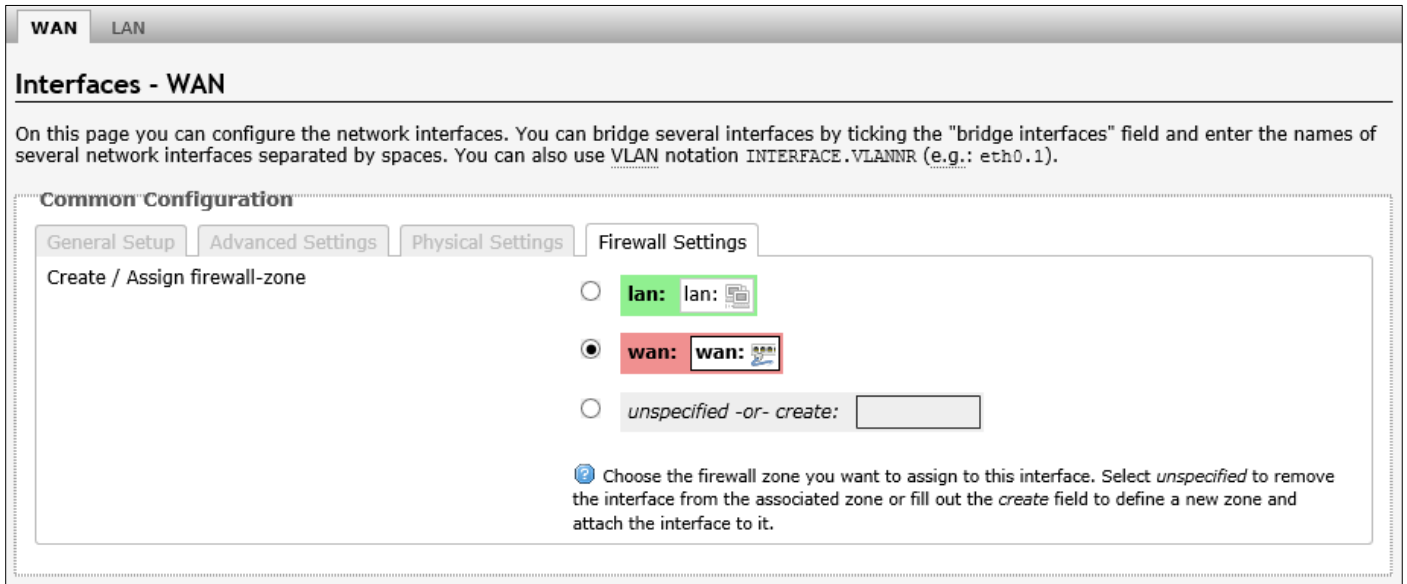 WAN LAN
Interfaces - WAN
On this page you can configure the network interfaces. You can bridge several interfaces by ticking the "bridge interfaces" field and enter the names of
several network interfaces separated by spaces. You can also use VLAN notation INTERFACE.VLANNR (e.g.: eth0.1).
Common Configuration
General Setup Advanced Settings Physical Settings Firewall Settings
Create / Assign firewall-zone
lan: lan:
wan: wan:
unspecified -or- create:
Choose the firewall zone you want to assign to this interface. Select unspecified to remove
the interface from the associated zone or fill out the create field to define a new zone and
attach the interface to it.